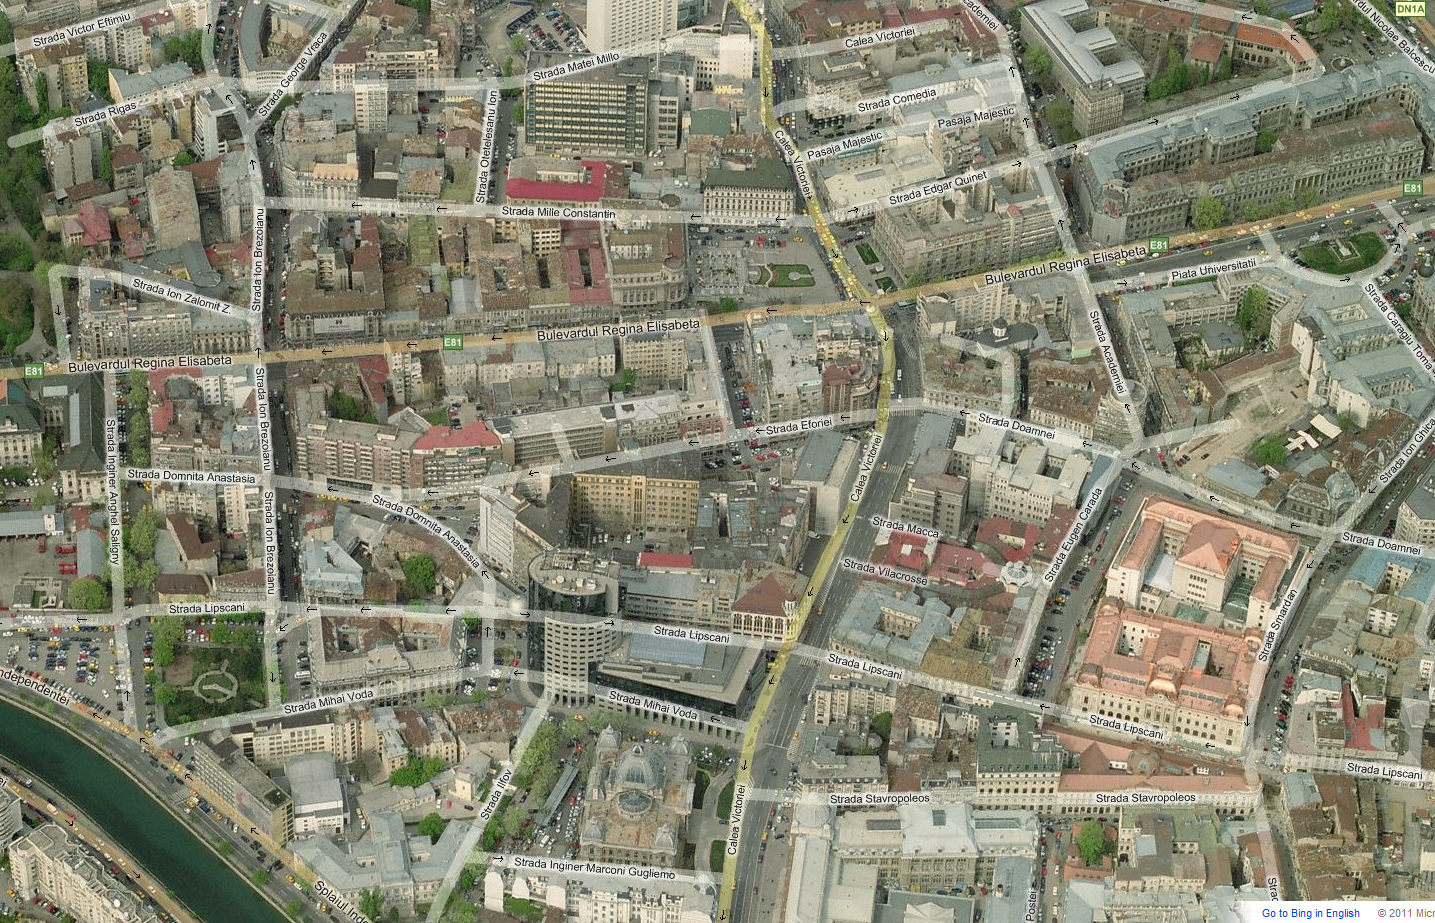 DN1A
Strada Victor Eftimiu
Strada George Vraca
Calea Victoriei
Academiei
Nicolae Balcescu
Strada Matei Millo
Strada Rigas
Strada Otetelesanu Ion
Strada Comedia
Pasaja Majestic
Pasaja Majestic
Calea Victoriei
Strada Edgar Quinet
E81
Strada Mille Constantin
Strada Ion Brezoianu
E81
Bulevardul Regina Elisabeta
Piata Universitatii
Strada Ion Zalomit Z.
Strada Caragiu Toma
Bulevardul Regina Elisabeta
E81
Strada Academiei
Bulevardul Regina Elisabeta
E81
Strada Ion Brezoianu
Strada Eforiei
Strada Doamnei
Strada Inginer Anghel Saligny
Calea Victoriei
Strada Ion Ghica
Strada Domnita Anastasia
Strada Domnita Anastasia
Strada Ion Brezoianu
Strada Macca
Strada Eugen Carada
Strada Doamnei
Strada Vilacrosse
Strada Lipscani
Strada Lipscani
Strada Smardan
Strada Lipscani
Independentei
Strada Mihai Voda
Strada Mihai Voda
Strada Lipscani
Strada Lipscani
Strada Ilfov
Calea Victoriei
Strada Stavropoleos
Strada Stavropoleos
Strada Inginer Marconi Gugliemo
Splaiul Inde
Poster
Stra
Go to Bing in English
© 2011 Micr